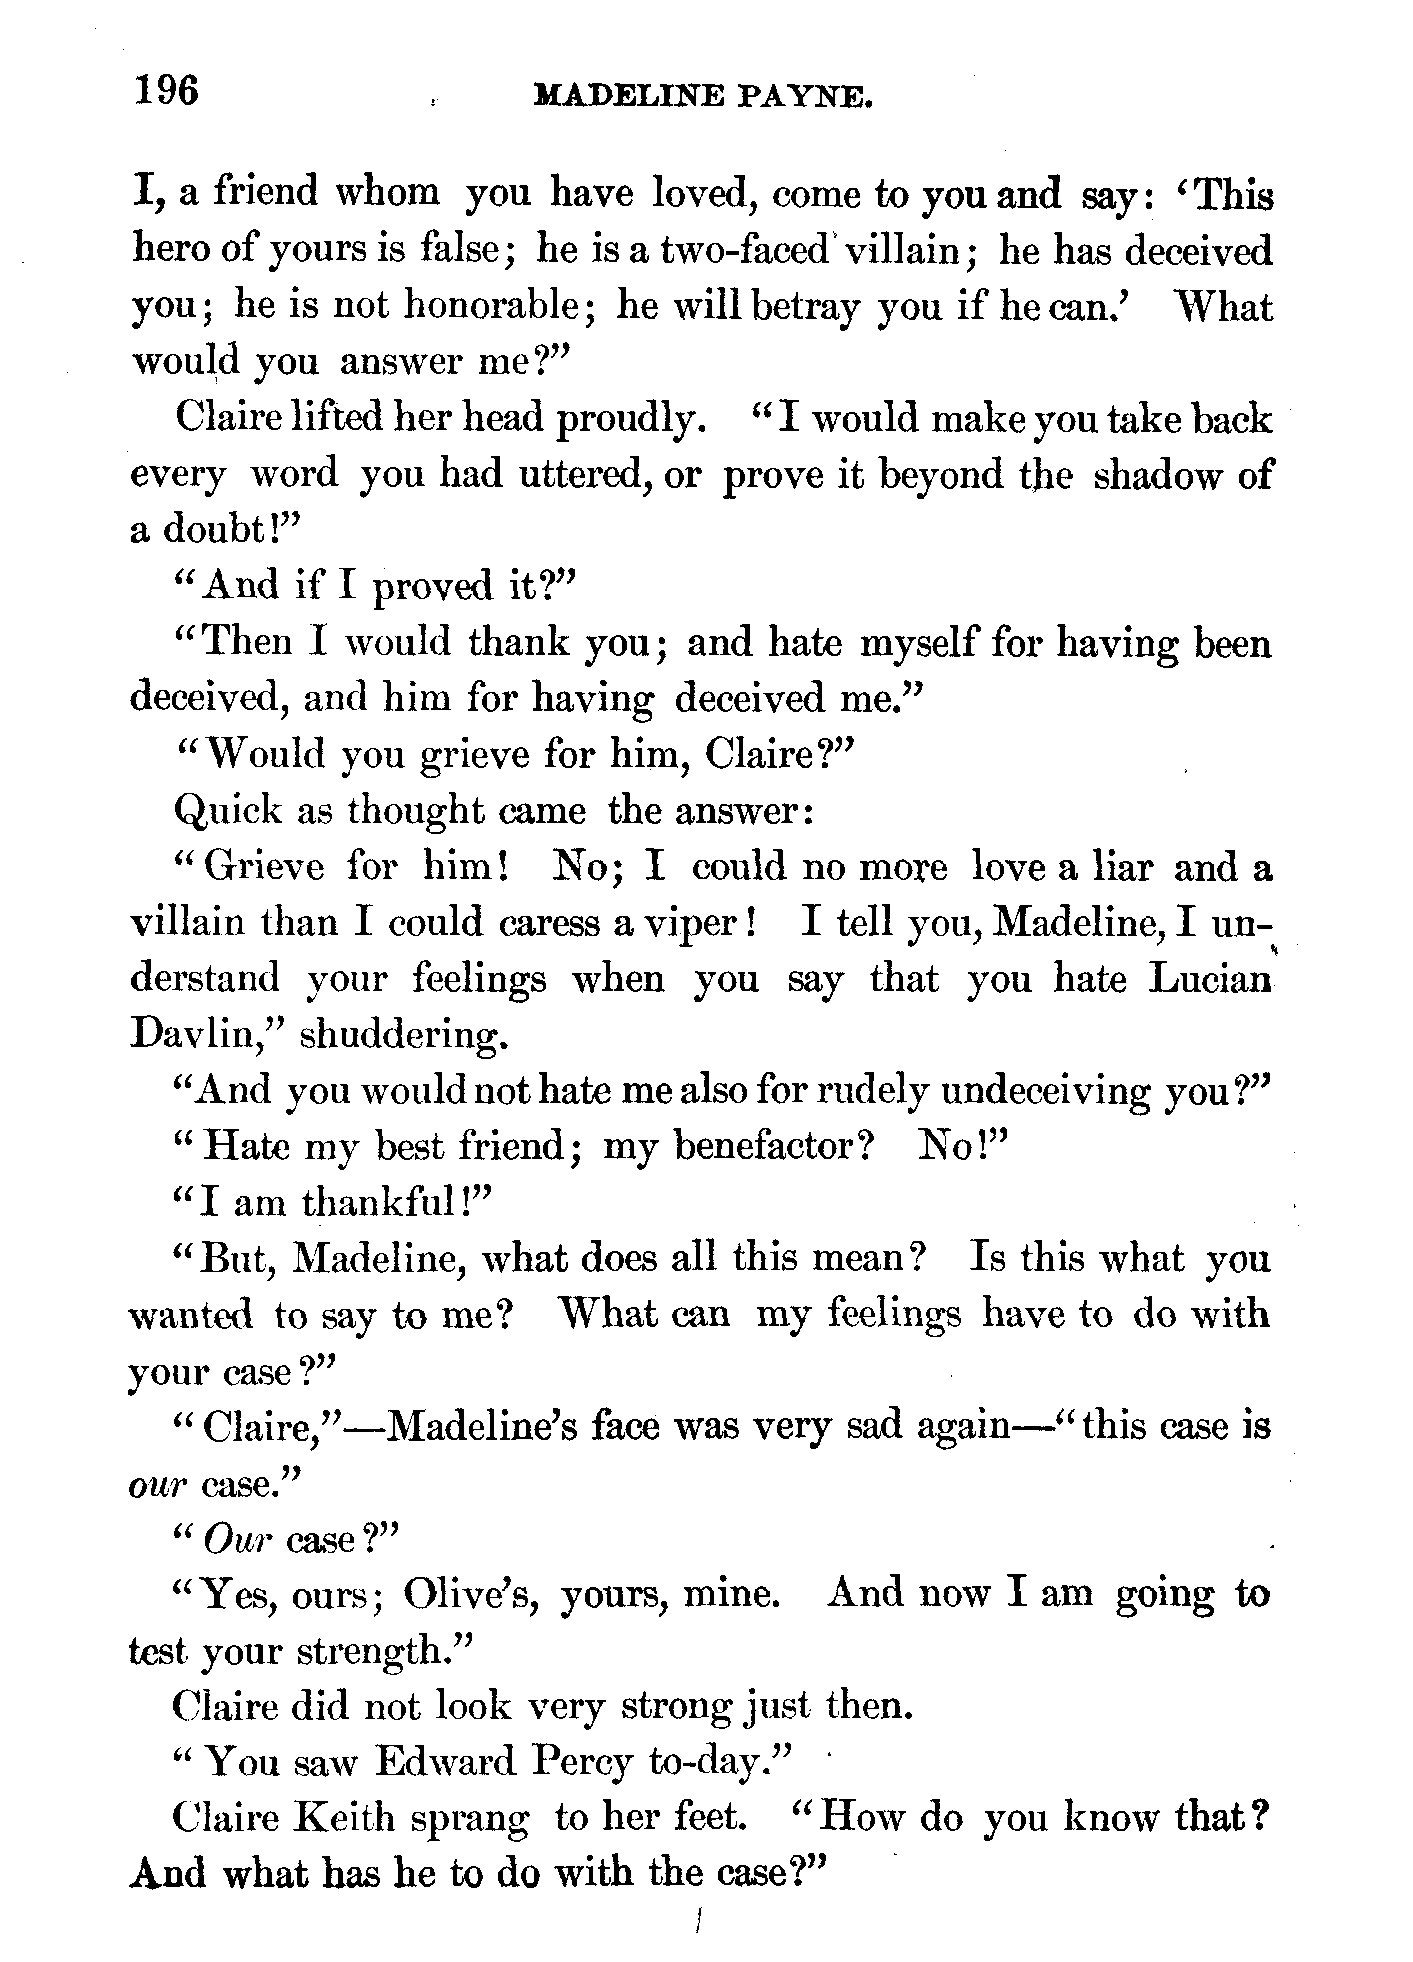 196 MADELINE PAYNE.
I, a friend whom you have loved, come to you and say: ‘This
hero of yours is false; he is a two-faced villain; he has deceived
you; he is not honorable; he will betray you if he can.’ What
would you answer me?”
Claire lifted her head proudly. “I would make you take back
every word you had uttered, or prove it beyond the shadow of
a doubt!”
“And if I proved it?”
“Then I would thank you; and hate myself for having been
deceived, and him for having deceived me.”
“Would you grieve for him, Claire?”
Quick as thought came the answer:
“Grieve for him! No; I could no more love a liar and a
villain than I could caress a viper! I tell you, Madeline, I un-
derstand your feelings when you say that you hate Lucian
Davlin,” shuddering.
“And you would not hate me also for rudely undeceiving you?”
“Hate my best friend; my benefactor? No!”
“I am thankful!”
“But, Madeline, what does all this mean? Is this what you
wanted to say to me? What can my feelings have to do with
your case?”
“Claire,”—Madeline’s face was very sad again—“this case is
our case.”
“Our case?”
“Yes, ours; Olive’s, yours, mine. And now I am going to
test your strength.”
Claire did not look very strong just then.
“You saw Edward Percy to-day.”
Claire Keith sprang to her feet. “How do you know that?
And what has he to do with the case?”